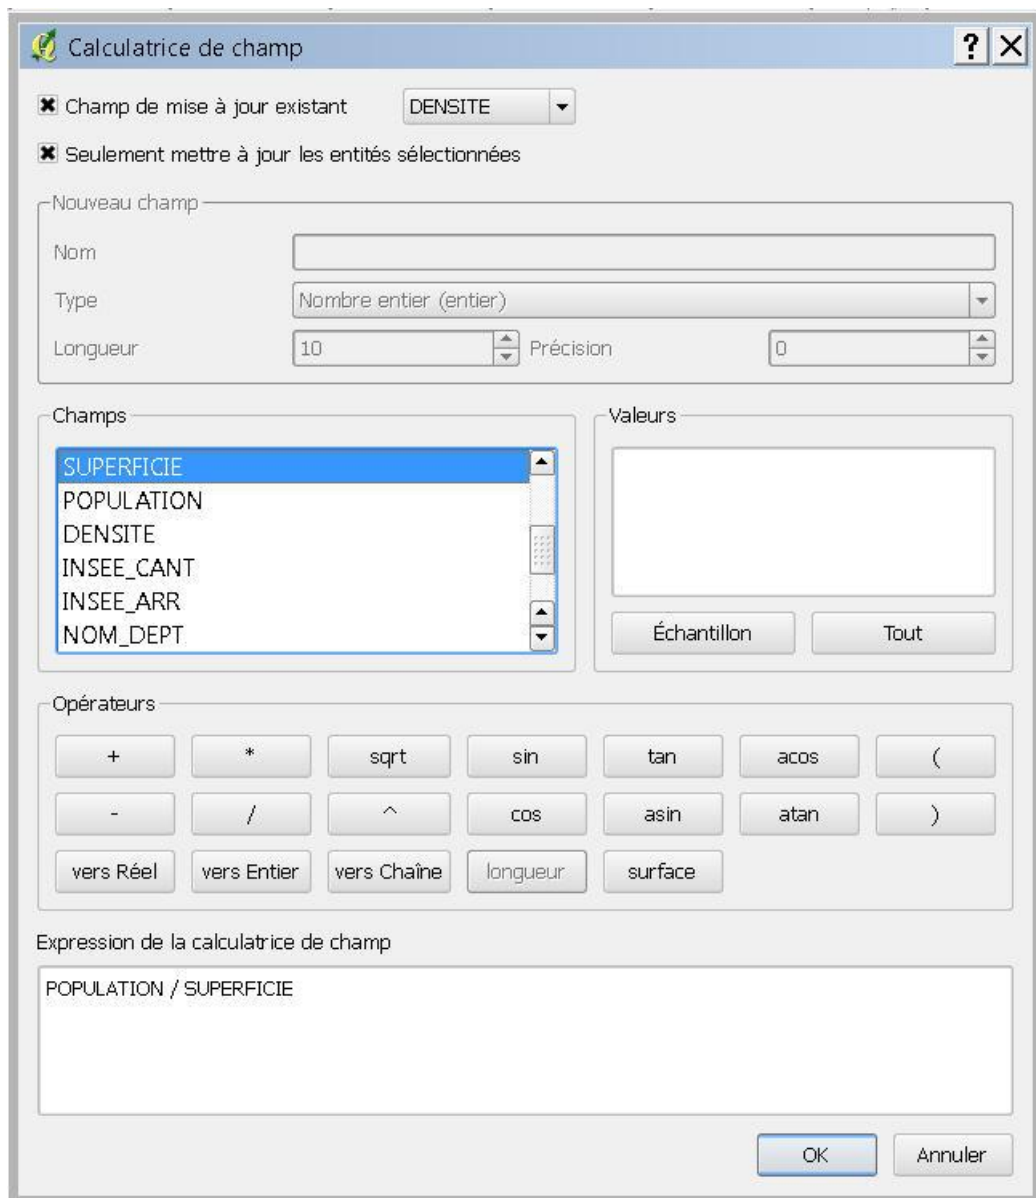 Calculatrice de champ
Champ de mise à jour existant DENSITE
Seulement mettre à jour les entités sélectionnées
Nouveau champ
Nom
Type Nombre entier (entier)
Longueur 10 Précision 0
Champs
SUPERFICIE
POPULATION
DENSITE
INSEE_CANT
INSEE_ARR
NOM_DEPT
Valeurs
Échantillon Tout
Opérateurs
+ * sqrt sin tan acos (
- / ^ cos asin atan )
vers Réel vers Entier vers Chaîne longueur surface
Expression de la calculatrice de champ
POPULATION / SUPERFICIE
OK Annuler